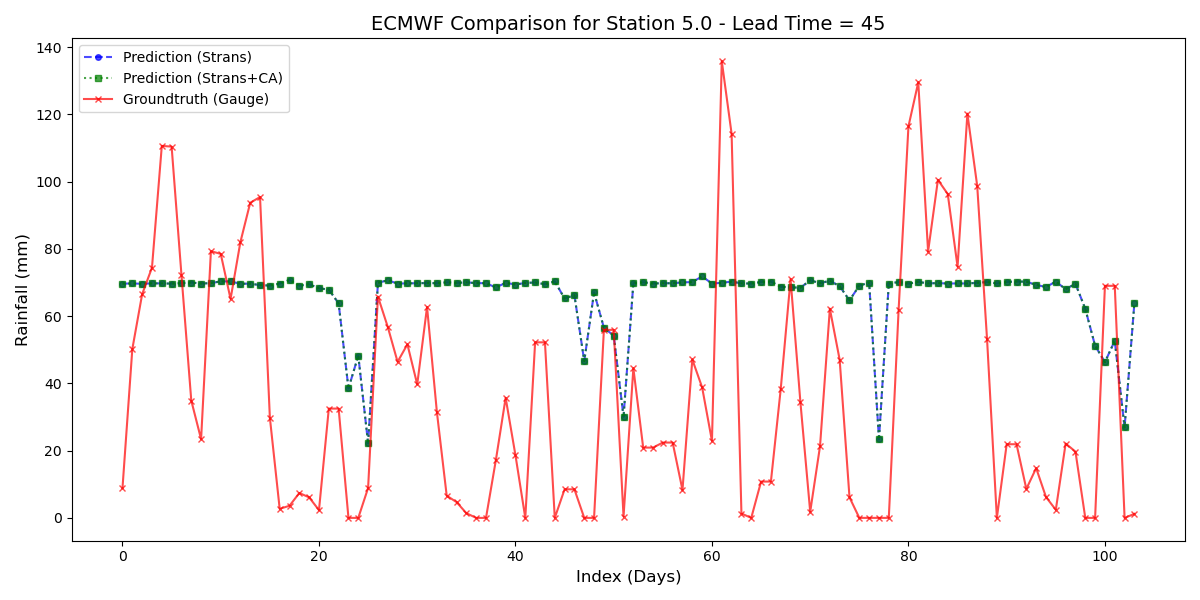 ECMWF Comparison for Station 5.0 - Lead Time = 45
Prediction (Strans)
Prediction (Strans+CA)
Groundtruth (Gauge)
Rainfall (mm)
140
120
100
80
60
40
20
0
0 20 40 60 80 100
Index (Days)